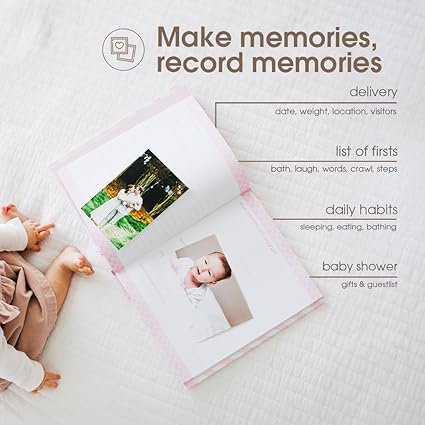 Make memories,
record memories
delivery
date, weight, location, visitors
list of firsts
bath, laugh, words, crawl, steps
daily habits
sleeping, eating, bathing
baby shower
gifts & guestlist